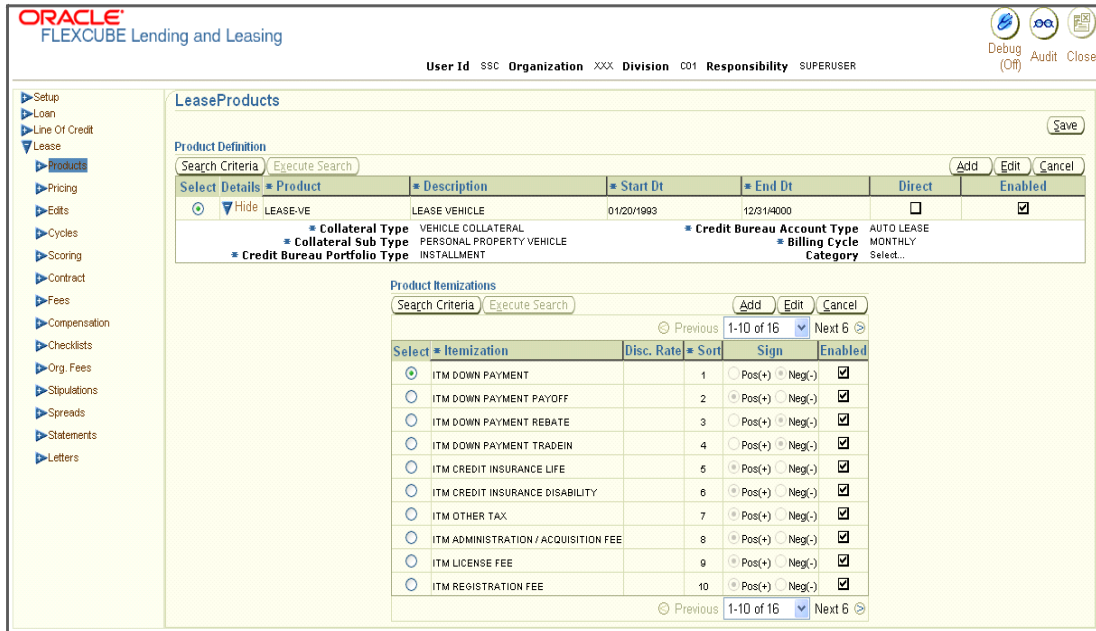 ORACLE
FLEXCUBE Lending and Leasing
Debug (Off) Audit Close
User Id SSC Organization XXX Division C01 Responsibility SUPERUSER
Setup
Loan
Line Of Credit
Lease
Products
Pricing
Edits
Cycles
Scoring
Contract
Fees
Compensation
Checklists
Org. Fees
Stipulations
Spreads
Statements
Letters
LeaseProducts
Save
Product Definition
Search Criteria Execute Search Add Edit Cancel
Select Details * Product * Description * Start Dt * End Dt Direct Enabled
Hide LEASE-VE LEASE VEHICLE 01/20/1993 12/31/4000
* Collateral Type VEHICLE COLLATERAL * Credit Bureau Account Type AUTO LEASE
* Collateral Sub Type PERSONAL PROPERTY VEHICLE * Billing Cycle MONTHLY
* Credit Bureau Portfolio Type INSTALLMENT Category Select...
Product Itemizations
Search Criteria Execute Search Add Edit Cancel
Previous 1-10 of 16 Next 6
Select * Itemization Disc. Rate * Sort Sign Enabled
ITM DOWN PAYMENT 1 Pos(+) Neg(-)
ITM DOWN PAYMENT PAYOFF 2 Pos(+) Neg(-)
ITM DOWN PAYMENT REBATE 3 Pos(+) Neg(-)
ITM DOWN PAYMENT TRADEIN 4 Pos(+) Neg(-)
ITM CREDIT INSURANCE LIFE 5 Pos(+) Neg(-)
ITM CREDIT INSURANCE DISABILITY 6 Pos(+) Neg(-)
ITM OTHER TAX 7 Pos(+) Neg(-)
ITM ADMINISTRATION / ACQUISITION FEE 8 Pos(+) Neg(-)
ITM LICENSE FEE 9 Pos(+) Neg(-)
ITM REGISTRATION FEE 10 Pos(+) Neg(-)
Previous 1-10 of 16 Next 6